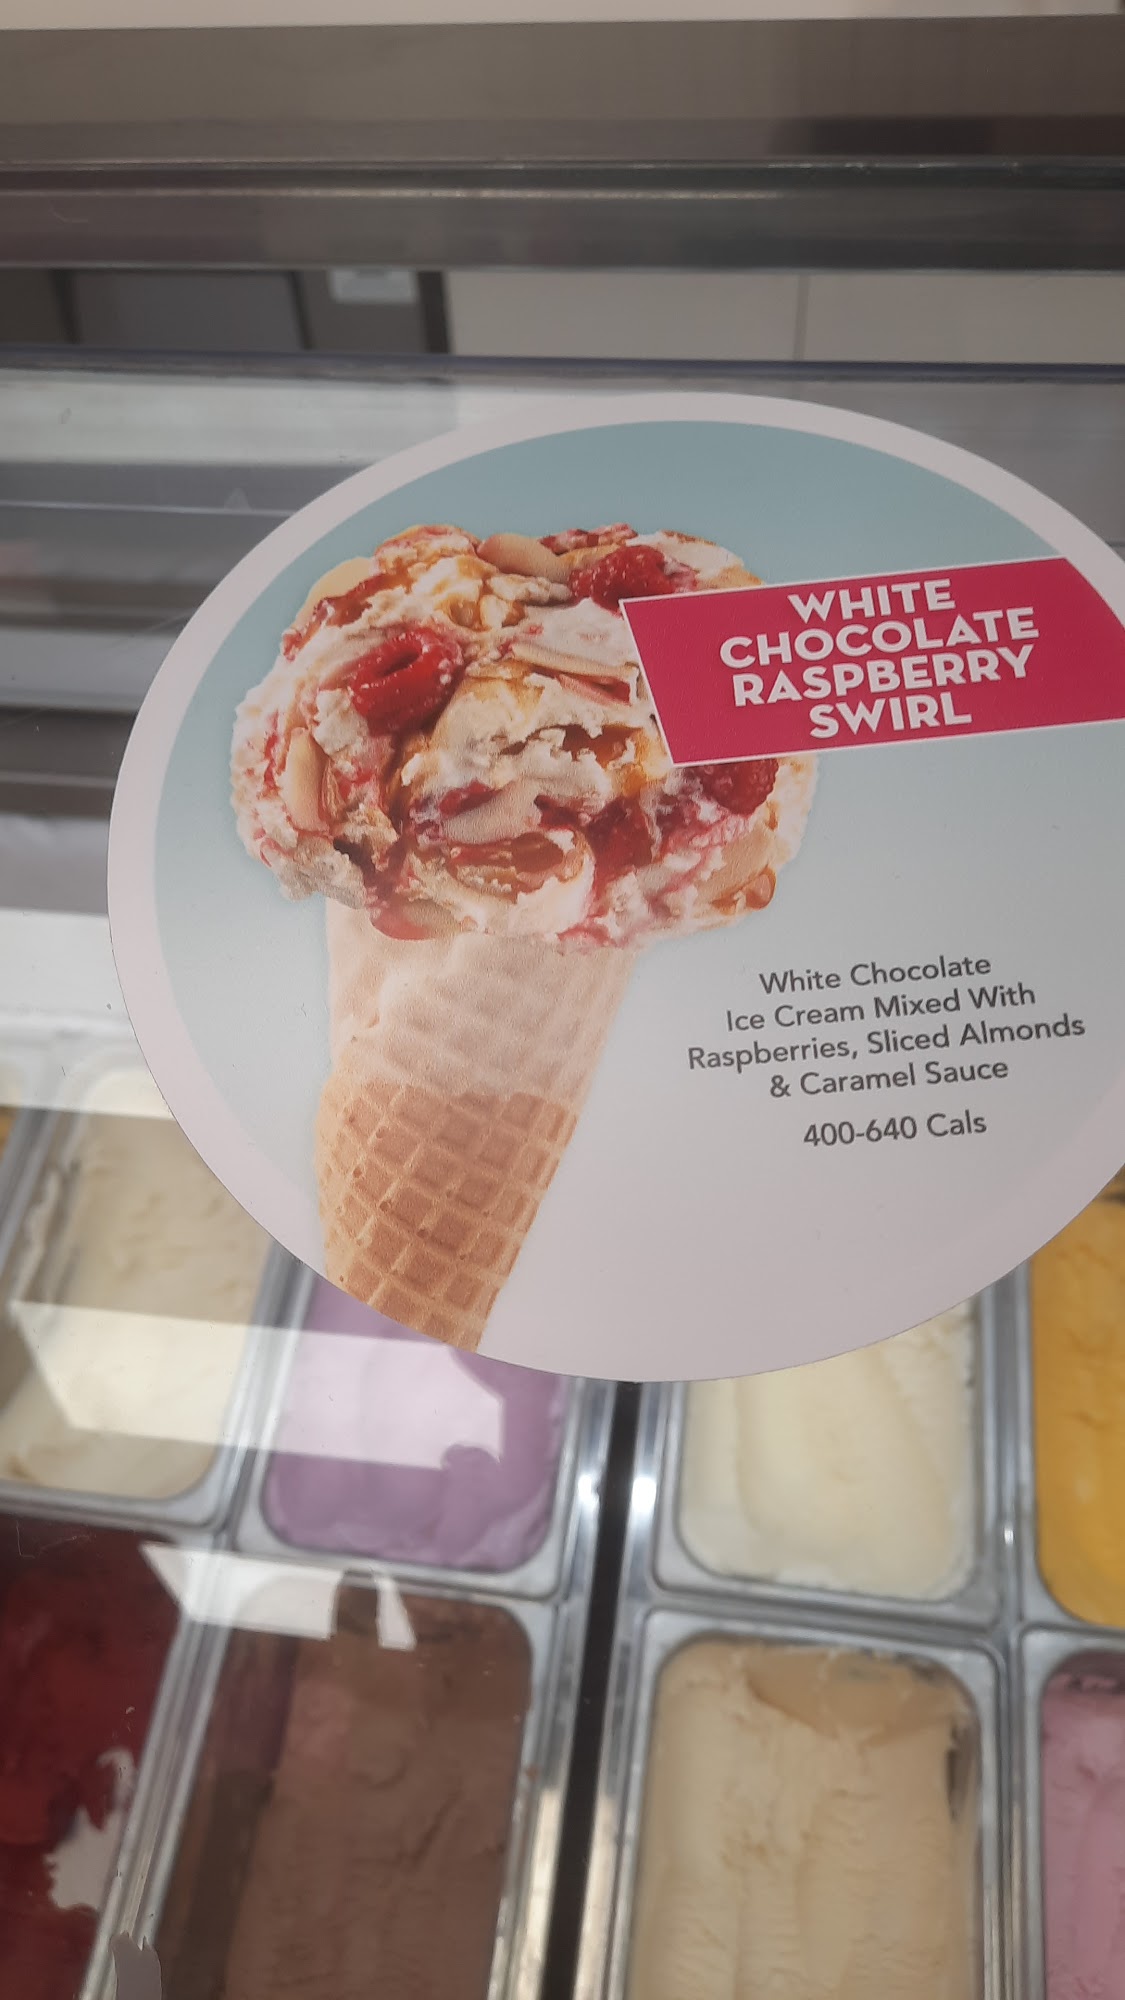 WHITE
CHOCOLATE
RASPBERRY
SWIRL
White Chocolate
Ice Cream Mixed With
Raspberries, Sliced Almonds
& Caramel Sauce
400-640 Cals